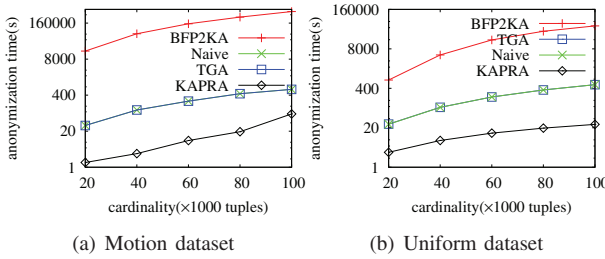 anonymization time(s)
160000
8000
400
20
1
BFP2KA
Naive
TGA
KAPRA
20 40 60 80 100
cardinality(×1000 tuples)
(a) Motion dataset
anonymization time(s)
160000
8000
400
20
1
BFP2KA
TGA
Naive
KAPRA
20 40 60 80 100
cardinality(×1000 tuples)
(b) Uniform dataset